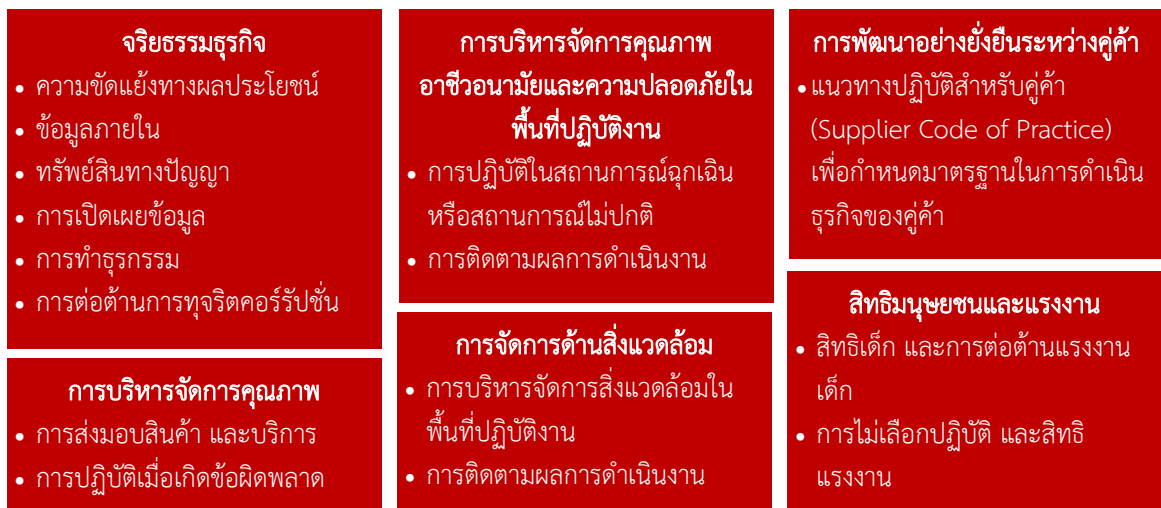 จริยธรรมธุรกิจ
• ความขัดแย้งทางผลประโยชน์
• ข้อมูลภายใน
• ทรัพย์สินทางปัญญา
• การเปิดเผยข้อมูล
• การทำธุรกรรม
• การต่อต้านการทุจริตคอร์รัปชั่น
การบริหารจัดการคุณภาพ
• การส่งมอบสินค้า และบริการ
• การปฏิบัติเมื่อเกิดข้อผิดพลาด
การบริหารจัดการคุณภาพ
อาชีวอนามัยและความปลอดภัยใน
พื้นที่ปฏิบัติงาน
• การปฏิบัติในสถานการณ์ฉุกเฉิน
หรือสถานการณ์ไม่ปกติ
• การติดตามผลการดำเนินงาน
การจัดการด้านสิ่งแวดล้อม
• การบริหารจัดการสิ่งแวดล้อมใน
พื้นที่ปฏิบัติงาน
• การติดตามผลการดำเนินงาน
การพัฒนาอย่างยั่งยืนระหว่างคู่ค้า
• แนวทางปฏิบัติสำหรับคู่ค้า
(Supplier Code of Practice)
เพื่อกำหนดมาตรฐานในการดำเนิน
ธุรกิจของคู่ค้า
สิทธิมนุษยชนและแรงงาน
• สิทธิเด็ก และการต่อต้านแรงงาน
เด็ก
• การไม่เลือกปฏิบัติ และสิทธิ
แรงงาน